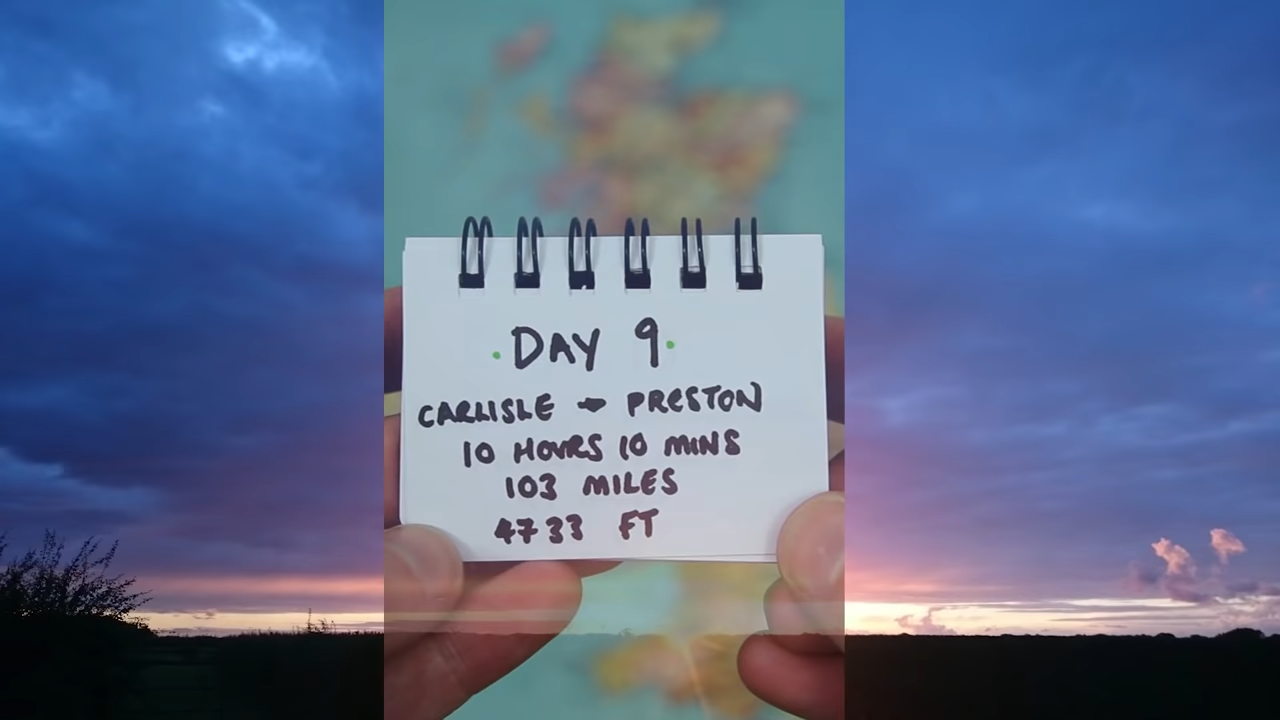 DAY 9
CARLISLE → PRESTON
10 HOURS 10 MINS
103 MILES
4733 FT